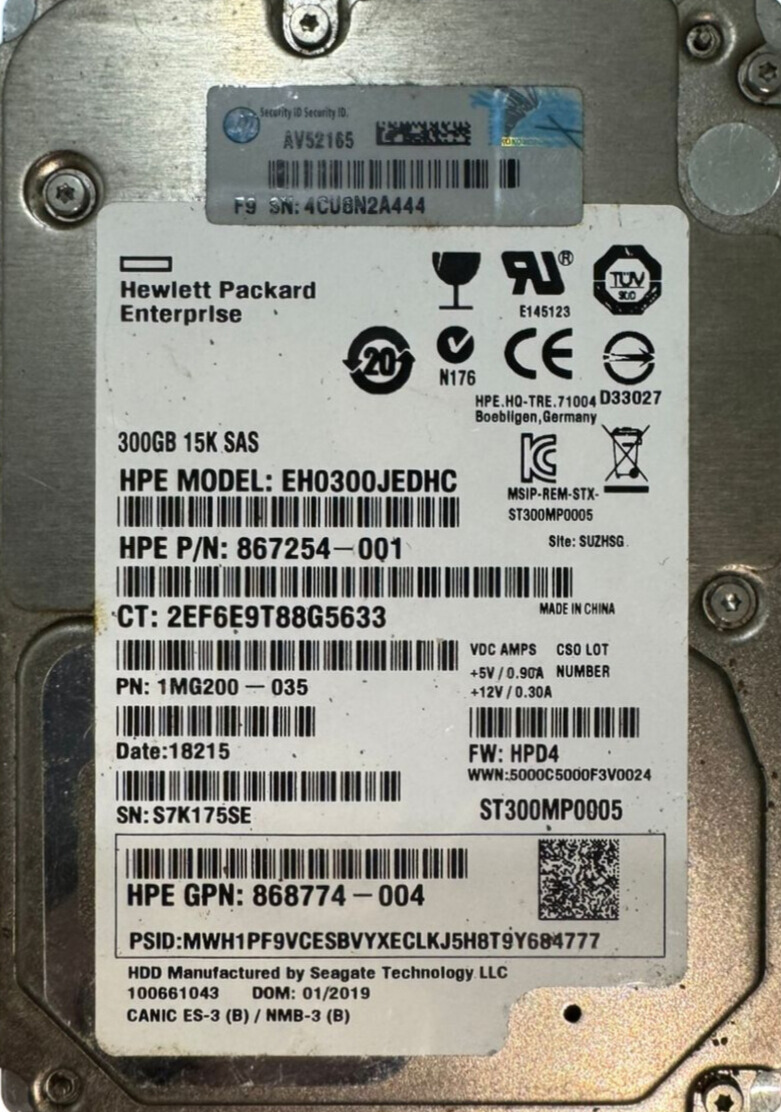 Security ID Security ID.
AV52165
F9 SN: 4CU8N2A444
Hewlett Packard
Enterprise
RU®
E145123
TÜV
20
N176
CE
D33027
HPE.HQ-TRE.71004
Boebligen,Germany
300GB 15K SAS
HPE MODEL: EH0300JEDHC
MSIP-REM-STX-
ST300MP0005
HPE P/N: 867254-001
Site: SUZHSG
MADE IN CHINA
CT: 2EF6E9T88G5633
VDC AMPS CSO LOT
+5V / 0.90A NUMBER
+12V / 0.30A
PN: 1MG200-035
Date:18215
FW: HPD4
WWN:5000C5000F3V0024
SN: S7K175SE
ST300MP0005
HPE GPN: 868774-004
PSID:MWH1PF9VCESBVYXECLKJ5H8T9Y684777
HDD Manufactured by Seagate Technology LLC
100661043 DOM: 01/2019
CANIC ES-3 (B) / NMB-3 (B)